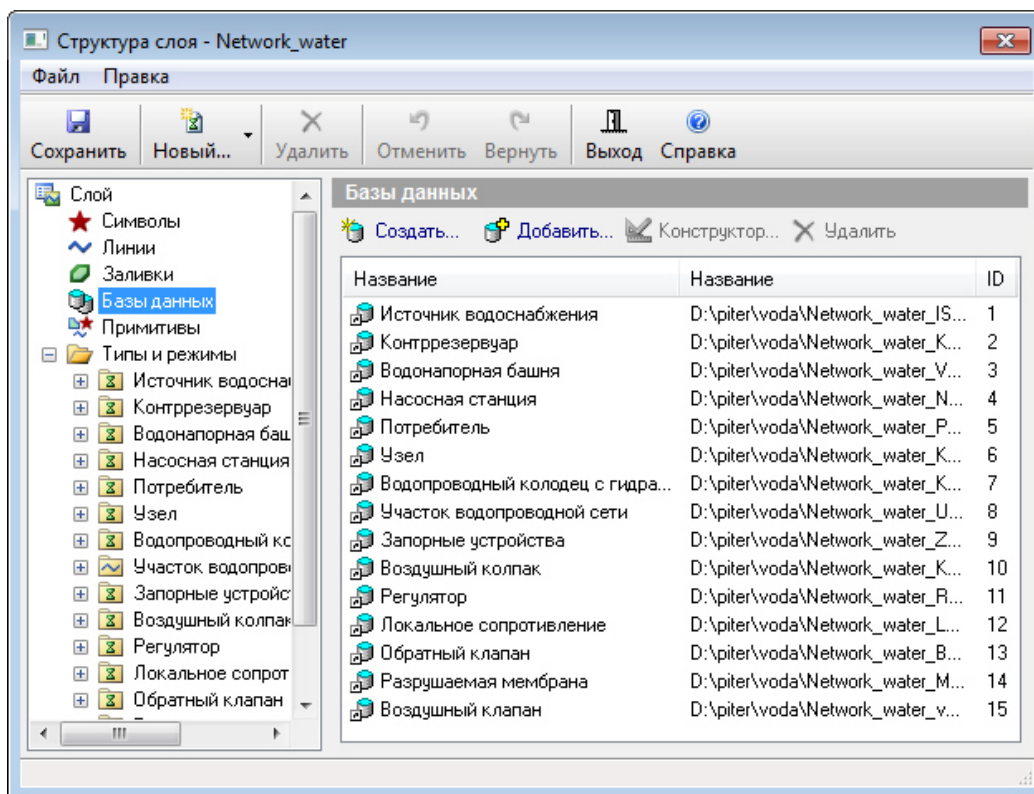 Структура слоя - Network_water
Файл Правка
Сохранить Новый... Удалить Отменить Вернуть Выход Справка
Слой
Символы
Линии
Заливки
Базы данных
Примитивы
Типы и режимы
Источник водосна
Контррезервуар
Водонапорная баш
Насосная станция
Потребитель
Узел
Водопроводный кс
Участок водопров
Запорные устройс
Воздушный колпак
Регулятор
Локальное сопрот
Обратный клапан
Базы данных
Создать... Добавить... Конструктор... Удалить
Название Название ID
Источник водоснабжения D:\piter\voda\Network_water_IS... 1
Контррезервуар D:\piter\voda\Network_water_K... 2
Водонапорная башня D:\piter\voda\Network_water_V... 3
Насосная станция D:\piter\voda\Network_water_N... 4
Потребитель D:\piter\voda\Network_water_P... 5
Узел D:\piter\voda\Network_water_K... 6
Водопроводный колодец с гидра... D:\piter\voda\Network_water_K... 7
Участок водопроводной сети D:\piter\voda\Network_water_U... 8
Запорные устройства D:\piter\voda\Network_water_Z... 9
Воздушный колпак D:\piter\voda\Network_water_K... 10
Регулятор D:\piter\voda\Network_water_R... 11
Локальное сопротивление D:\piter\voda\Network_water_L... 12
Обратный клапан D:\piter\voda\Network_water_B... 13
Разрушаемая мембрана D:\piter\voda\Network_water_M... 14
Воздушный клапан D:\piter\voda\Network_water_v... 15